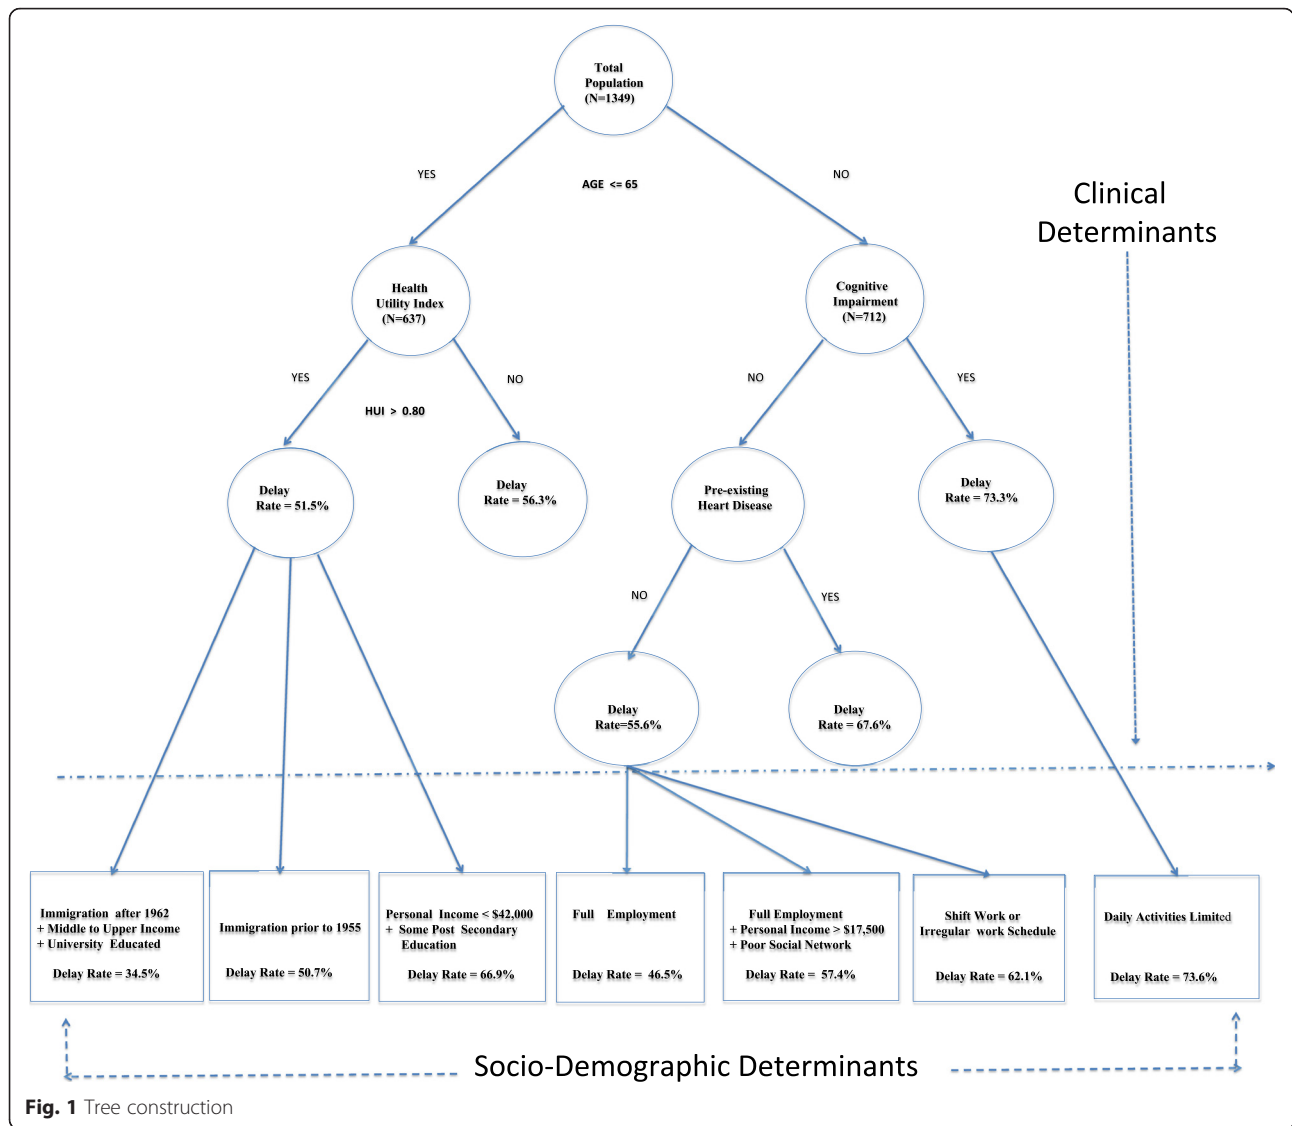 Total
Population
(N=1349)
YES
AGE <= 65
NO
Clinical
Determinants
Health
Utility Index
(N=637)
Cognitive
Impairment
(N=712)
YES
NO
HUI > 0.80
NO
YES
Delay
Rate = 51.5%
Delay
Rate = 56.3%
Pre-existing
Heart Disease
Delay
Rate = 73.3%
NO
YES
Delay
Rate=55.6%
Delay
Rate = 67.6%
Immigration after 1962
+ Middle to Upper Income
+ University Educated
Delay Rate = 34.5%
Immigration prior to 1955
Delay Rate = 50.7%
Personal Income < $42,000
+ Some Post Secondary
Education
Delay Rate = 66.9%
Full Employment
Delay Rate = 46.5%
Full Employment
+ Personal Income > $17,500
+ Poor Social Network
Delay Rate = 57.4%
Shift Work or
Irregular work Schedule
Delay Rate = 62.1%
Daily Activities Limited
Delay Rate = 73.6%
Socio-Demographic Determinants
Fig. 1 Tree construction